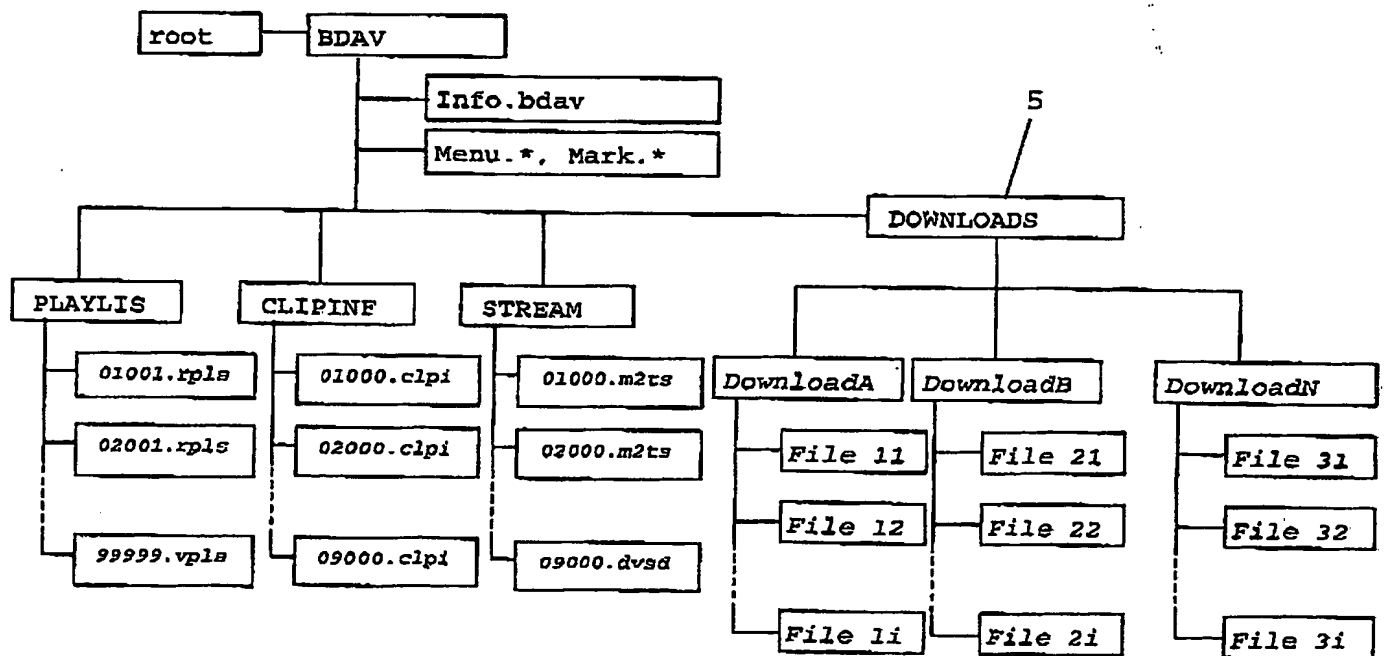 root
BDAV
Info.bdav
Menu.*, Mark.*
5
DOWNLOADS
PLAYLIS
CLIPINF
STREAM
01001.rpls
01000.clpi
01000.m2ts
02001.rpls
02000.clpi
02000.m2ts
99999.vpls
09000.clpi
09000.dvsd
DownloadA
DownloadB
DownloadN
File 11
File 21
File 31
File 12
File 22
File 32
File 1i
File 2i
File 3i